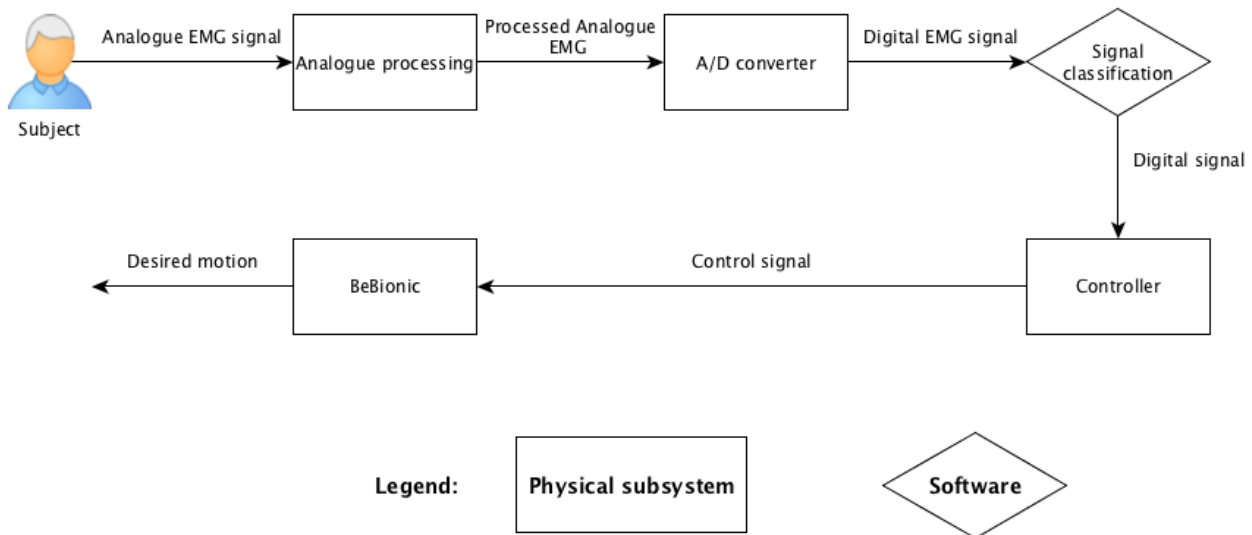 Analogue EMG signal
Processed Analogue
EMG
Digital EMG signal
Signal
classification
Analogue processing
A/D converter
Subject
Digital signal
Desired motion
BeBionic
Control signal
Controller
Legend:
Physical subsystem
Software